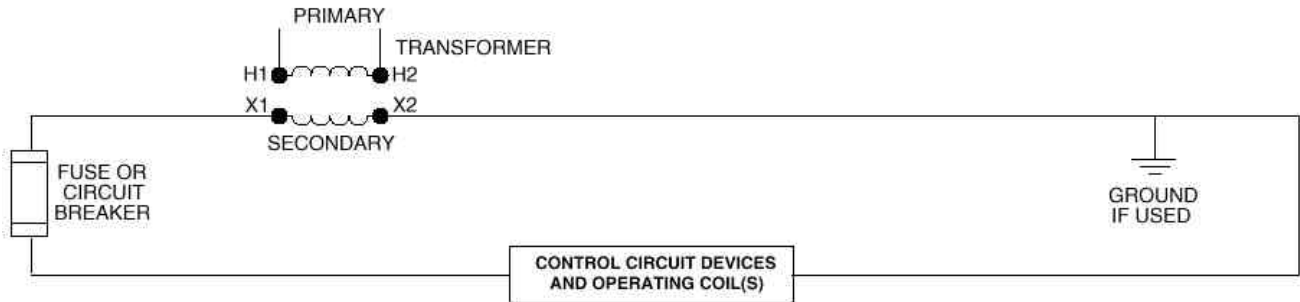 PRIMARY
TRANSFORMER
H1
H2
X1
X2
SECONDARY
FUSE OR
CIRCUIT
BREAKER
GROUND
IF USED
CONTROL CIRCUIT DEVICES
AND OPERATING COIL(S)